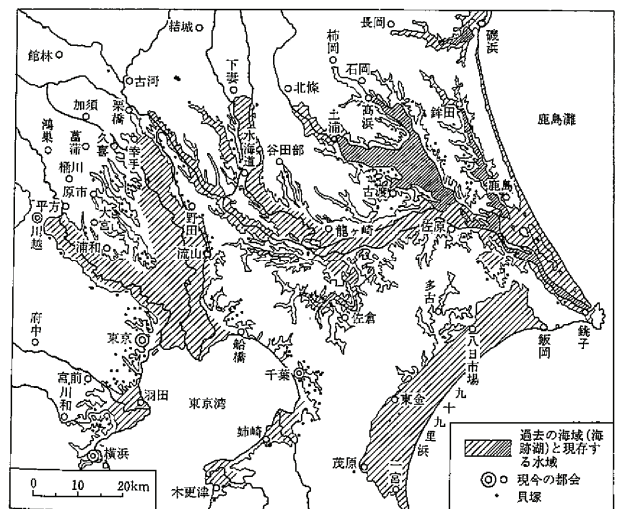 長岡
磯浜
結城
柿岡
石岡
館林
古河
下妻
北條
高浜
鉾田
鹿島灘
加須
栗橋
鴻巣
菖蒲
久喜
幸手
水海道
谷田部
土浦
桶川
原市
平方
川越
大宮
浦和
野田
流山
古渡
鹿島
龍ヶ崎
佐原
府中
東京
船橋
佐倉
多古
八日市場
飯岡
銚子
宮前
川和
羽田
東京湾
千葉
東金
九十九里浜
横浜
姉崎
木更津
茂原
一宮
0 10 20km
過去の海域(海
跡湖)と現存す
る水域
現今の都会
貝塚